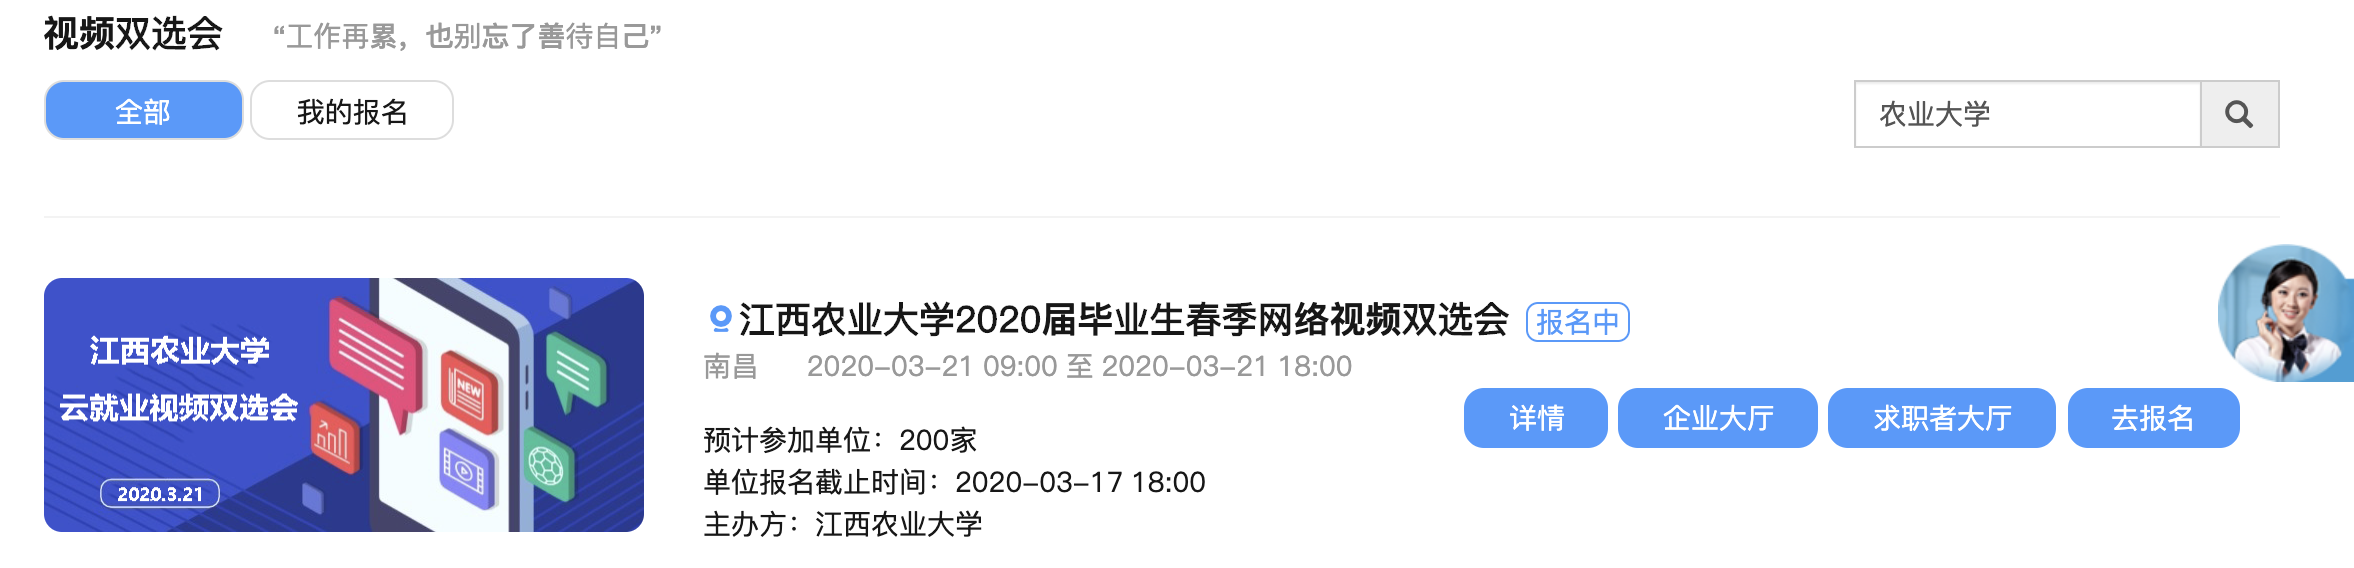 视频双选会 “工作再累，也别忘了善待自己”
全部 我的报名 农业大学
江西农业大学
云就业视频双选会
2020.3.21
NEW
江西农业大学2020届毕业生春季网络视频双选会 报名中
南昌 2020-03-21 09:00 至 2020-03-21 18:00
详情 企业大厅 求职者大厅 去报名
预计参加单位：200家
单位报名截止时间：2020-03-17 18:00
主办方：江西农业大学